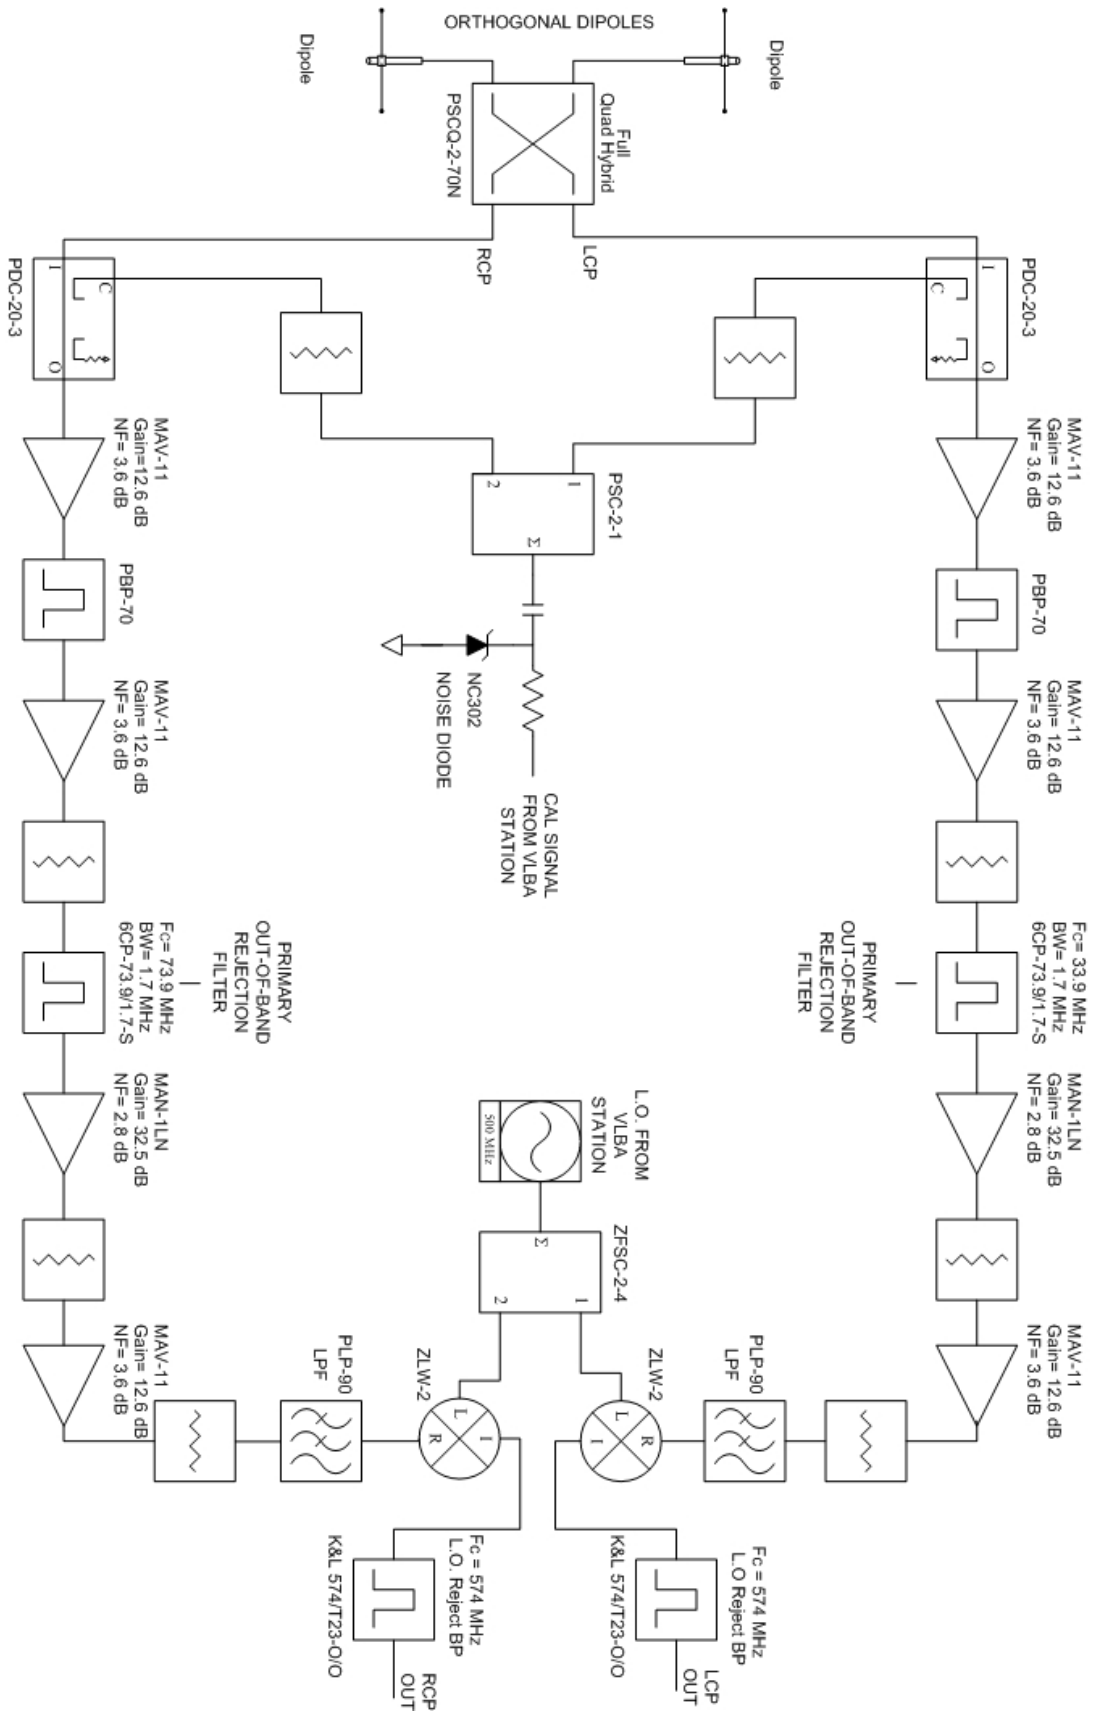 ORTHOGONAL DIPOLES
Dipole
Dipole
Full
Quad Hybrid
PSCQ-2-70N
LCP
RCP
PDC-20-3
I
C
O
PDC-20-3
I
C
O
MAV-11
Gain= 12.6 dB
NF= 3.6 dB
PBP-70
MAV-11
Gain= 12.6 dB
NF= 3.6 dB
Fc= 33.9 MHz
BW= 1.7 MHz
6CP-73.9/1.7-S
PRIMARY
OUT-OF-BAND
REJECTION
FILTER
MAN-1LN
Gain= 32.5 dB
NF= 2.8 dB
MAV-11
Gain= 12.6 dB
NF= 3.6 dB
PSC-2-1
1
2
Σ
NC302
NOISE DIODE
CAL SIGNAL
FROM VLBA
STATION
L.O. FROM
VLBA
STATION
500 MHz
ZFSC-2-4
Σ
1
2
PLP-90
LPF
ZLW-2
L
R
I
ZLW-2
L
R
I
PLP-90
LPF
Fc = 574 MHz
L.O Reject BP
K&L 574/T23-O/O
LCP
OUT
Fc = 574 MHz
L.O. Reject BP
K&L 574/T23-O/O
RCP
OUT
MAV-11
Gain=12.6 dB
NF= 3.6 dB
PBP-70
MAV-11
Gain= 12.6 dB
NF= 3.6 dB
PRIMARY
OUT-OF-BAND
REJECTION
FILTER
Fc= 73.9 MHz
BW= 1.7 MHz
6CP-73.9/1.7-S
MAN-1LN
Gain= 32.5 dB
NF= 2.8 dB
MAV-11
Gain= 12.6 dB
NF= 3.6 dB